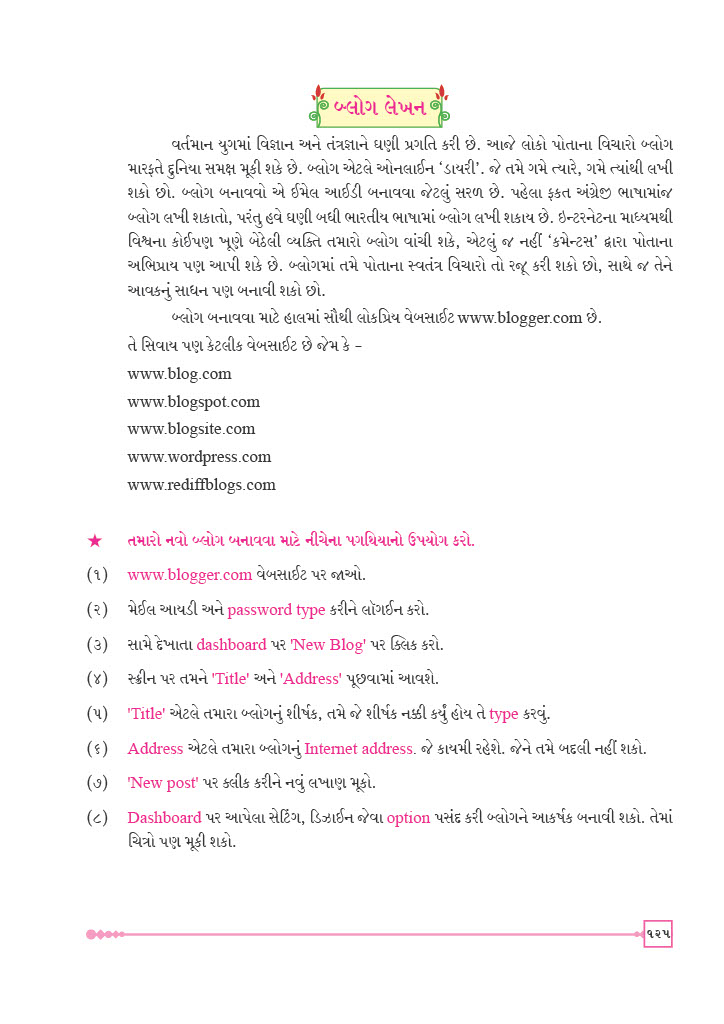 બ્લોગ લેખન
વર્તમાન યુગમાં વિજ્ઞાન અને તંત્રજ્ઞાને ઘણી પ્રગતિ કરી છે. આજે લોકો પોતાના વિચારો બ્લોગ
મારફતે દુનિયા સમક્ષ મૂકી શકે છે. બ્લોગ એટલે ઓનલાઈન ‘ડાયરી’. જે તમે ગમે ત્યારે, ગમે ત્યાંથી લખી
શકો છો. બ્લોગ બનાવવો એ ઈમેલ આઈડી બનાવવા જેટલું સરળ છે. પહેલા ફકત અંગ્રેજી ભાષામાંજ
બ્લોગ લખી શકાતો, પરંતુ હવે ઘણી બધી ભારતીય ભાષામાં બ્લોગ લખી શકાય છે. ઇન્ટરનેટના માધ્યમથી
વિશ્વના કોઈપણ ખૂણે બેઠેલી વ્યક્તિ તમારો બ્લોગ વાંચી શકે, એટલું જ નહીં ‘કમેન્ટસ’ દ્વારા પોતાના
અભિપ્રાય પણ આપી શકે છે. બ્લોગમાં તમે પોતાના સ્વતંત્ર વિચારો તો રજૂ કરી શકો છો, સાથે જ તેને
આવકનું સાધન પણ બનાવી શકો છો.
બ્લોગ બનાવવા માટે હાલમાં સૌથી લોકપ્રિય વેબસાઈટ www.blogger.com છે.
તે સિવાય પણ કેટલીક વેબસાઈટ છે જેમ કે -
www.blog.com
www.blogspot.com
www.blogsite.com
www.wordpress.com
www.rediffblogs.com
★ તમારો નવો બ્લોગ બનાવવા માટે નીચેના પગથિયાનો ઉપયોગ કરો.
(૧) www.blogger.com વેબસાઈટ પર જાઓ.
(૨) મેઈલ આયડી અને password type કરીને લૉગઈન કરો.
(૩) સામે દેખાતા dashboard પર 'New Blog' પર ક્લિક કરો.
(૪) સ્ક્રીન પર તમને 'Title' અને 'Address' પૂછવામાં આવશે.
(૫) 'Title' એટલે તમારા બ્લોગનું શીર્ષક, તમે જે શીર્ષક નક્કી કર્યું હોય તે type કરવું.
(૬) Address એટલે તમારા બ્લોગનું Internet address. જે કાયમી રહેશે. જેને તમે બદલી નહીં શકો.
(૭) 'New post' પર ક્લીક કરીને નવું લખાણ મૂકો.
(૮) Dashboard પર આપેલા સેટિંગ, ડિઝાઈન જેવા option પસંદ કરી બ્લોગને આકર્ષક બનાવી શકો. તેમાં
ચિત્રો પણ મૂકી શકો.
૧૨૫